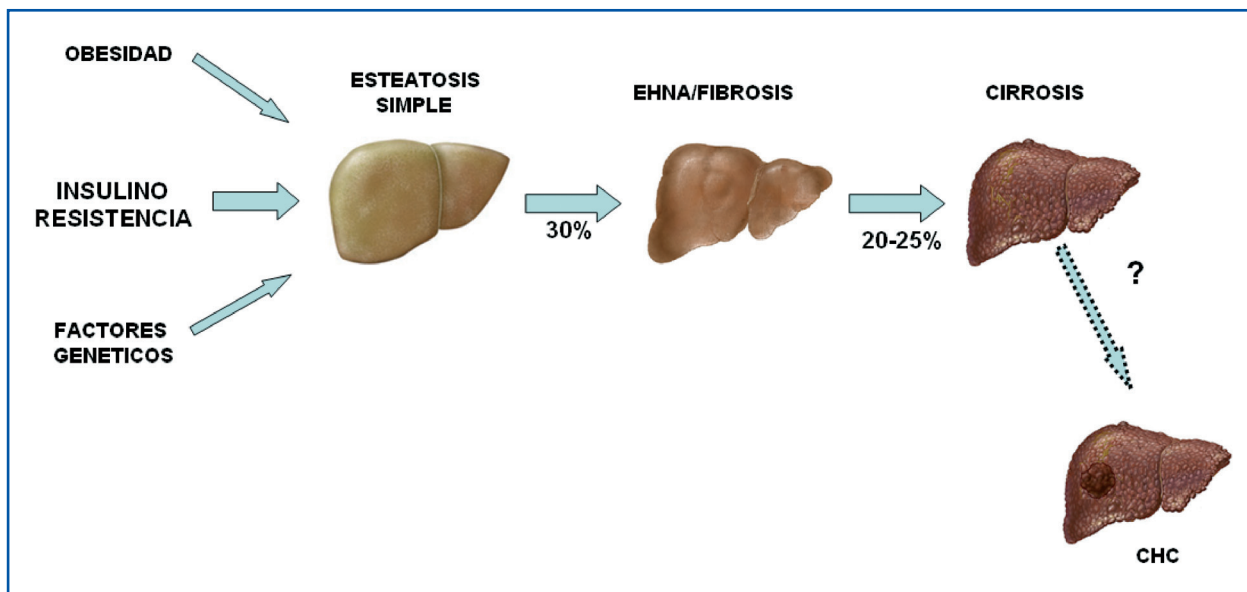 OBESIDAD
INSULINO
RESISTENCIA
FACTORES
GENETICOS
ESTEATOSIS
SIMPLE
30%
EHNA/FIBROSIS
20-25%
CIRROSIS
?
CHC